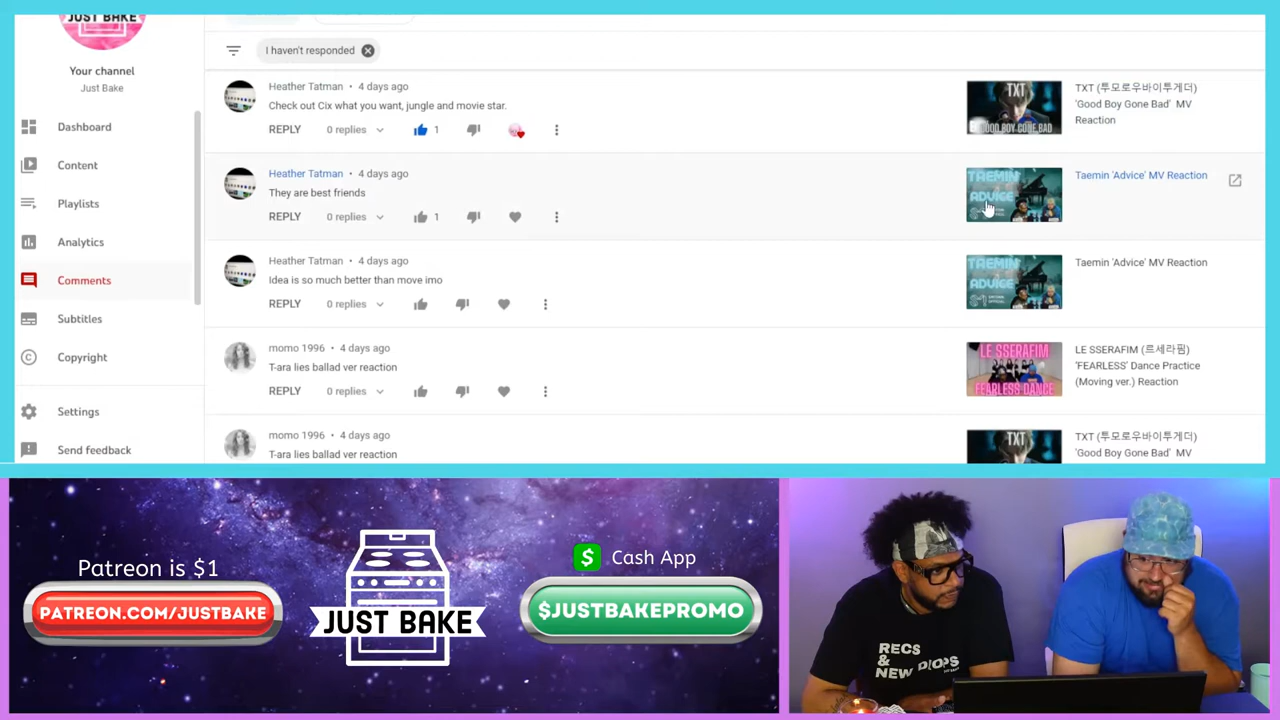 JUST BAKE
Your channel
Just Bake
Dashboard
Content
Playlists
Analytics
Comments
Subtitles
Copyright
Settings
Send feedback
I haven't responded
Heather Tatman • 4 days ago
Check out Cix what you want, jungle and movie star.
REPLY 0 replies 1
TXT
GOOD BOY GONE BAD
TXT (투모로우바이투게더)
'Good Boy Gone Bad' MV
Reaction
Heather Tatman • 4 days ago
They are best friends
REPLY 0 replies 1
TAEMIN
ADVICE
Taemin 'Advice' MV Reaction
Heather Tatman • 4 days ago
Idea is so much better than move imo
REPLY 0 replies
TAEMIN
ADVICE
Taemin 'Advice' MV Reaction
momo 1996 • 4 days ago
T-ara lies ballad ver reaction
REPLY 0 replies
LE SSERAFIM
FEARLESS DANCE
LE SSERAFIM (르세라핌)
'FEARLESS' Dance Practice
(Moving ver.) Reaction
momo 1996 • 4 days ago
T-ara lies ballad ver reaction
TXT
TXT (투모로우바이투게더)
'Good Boy Gone Bad' MV
Patreon is $1
PATREON.COM/JUSTBAKE
JUST BAKE
$ Cash App
$JUSTBAKEPROMO
RECS
& NEW DROPS